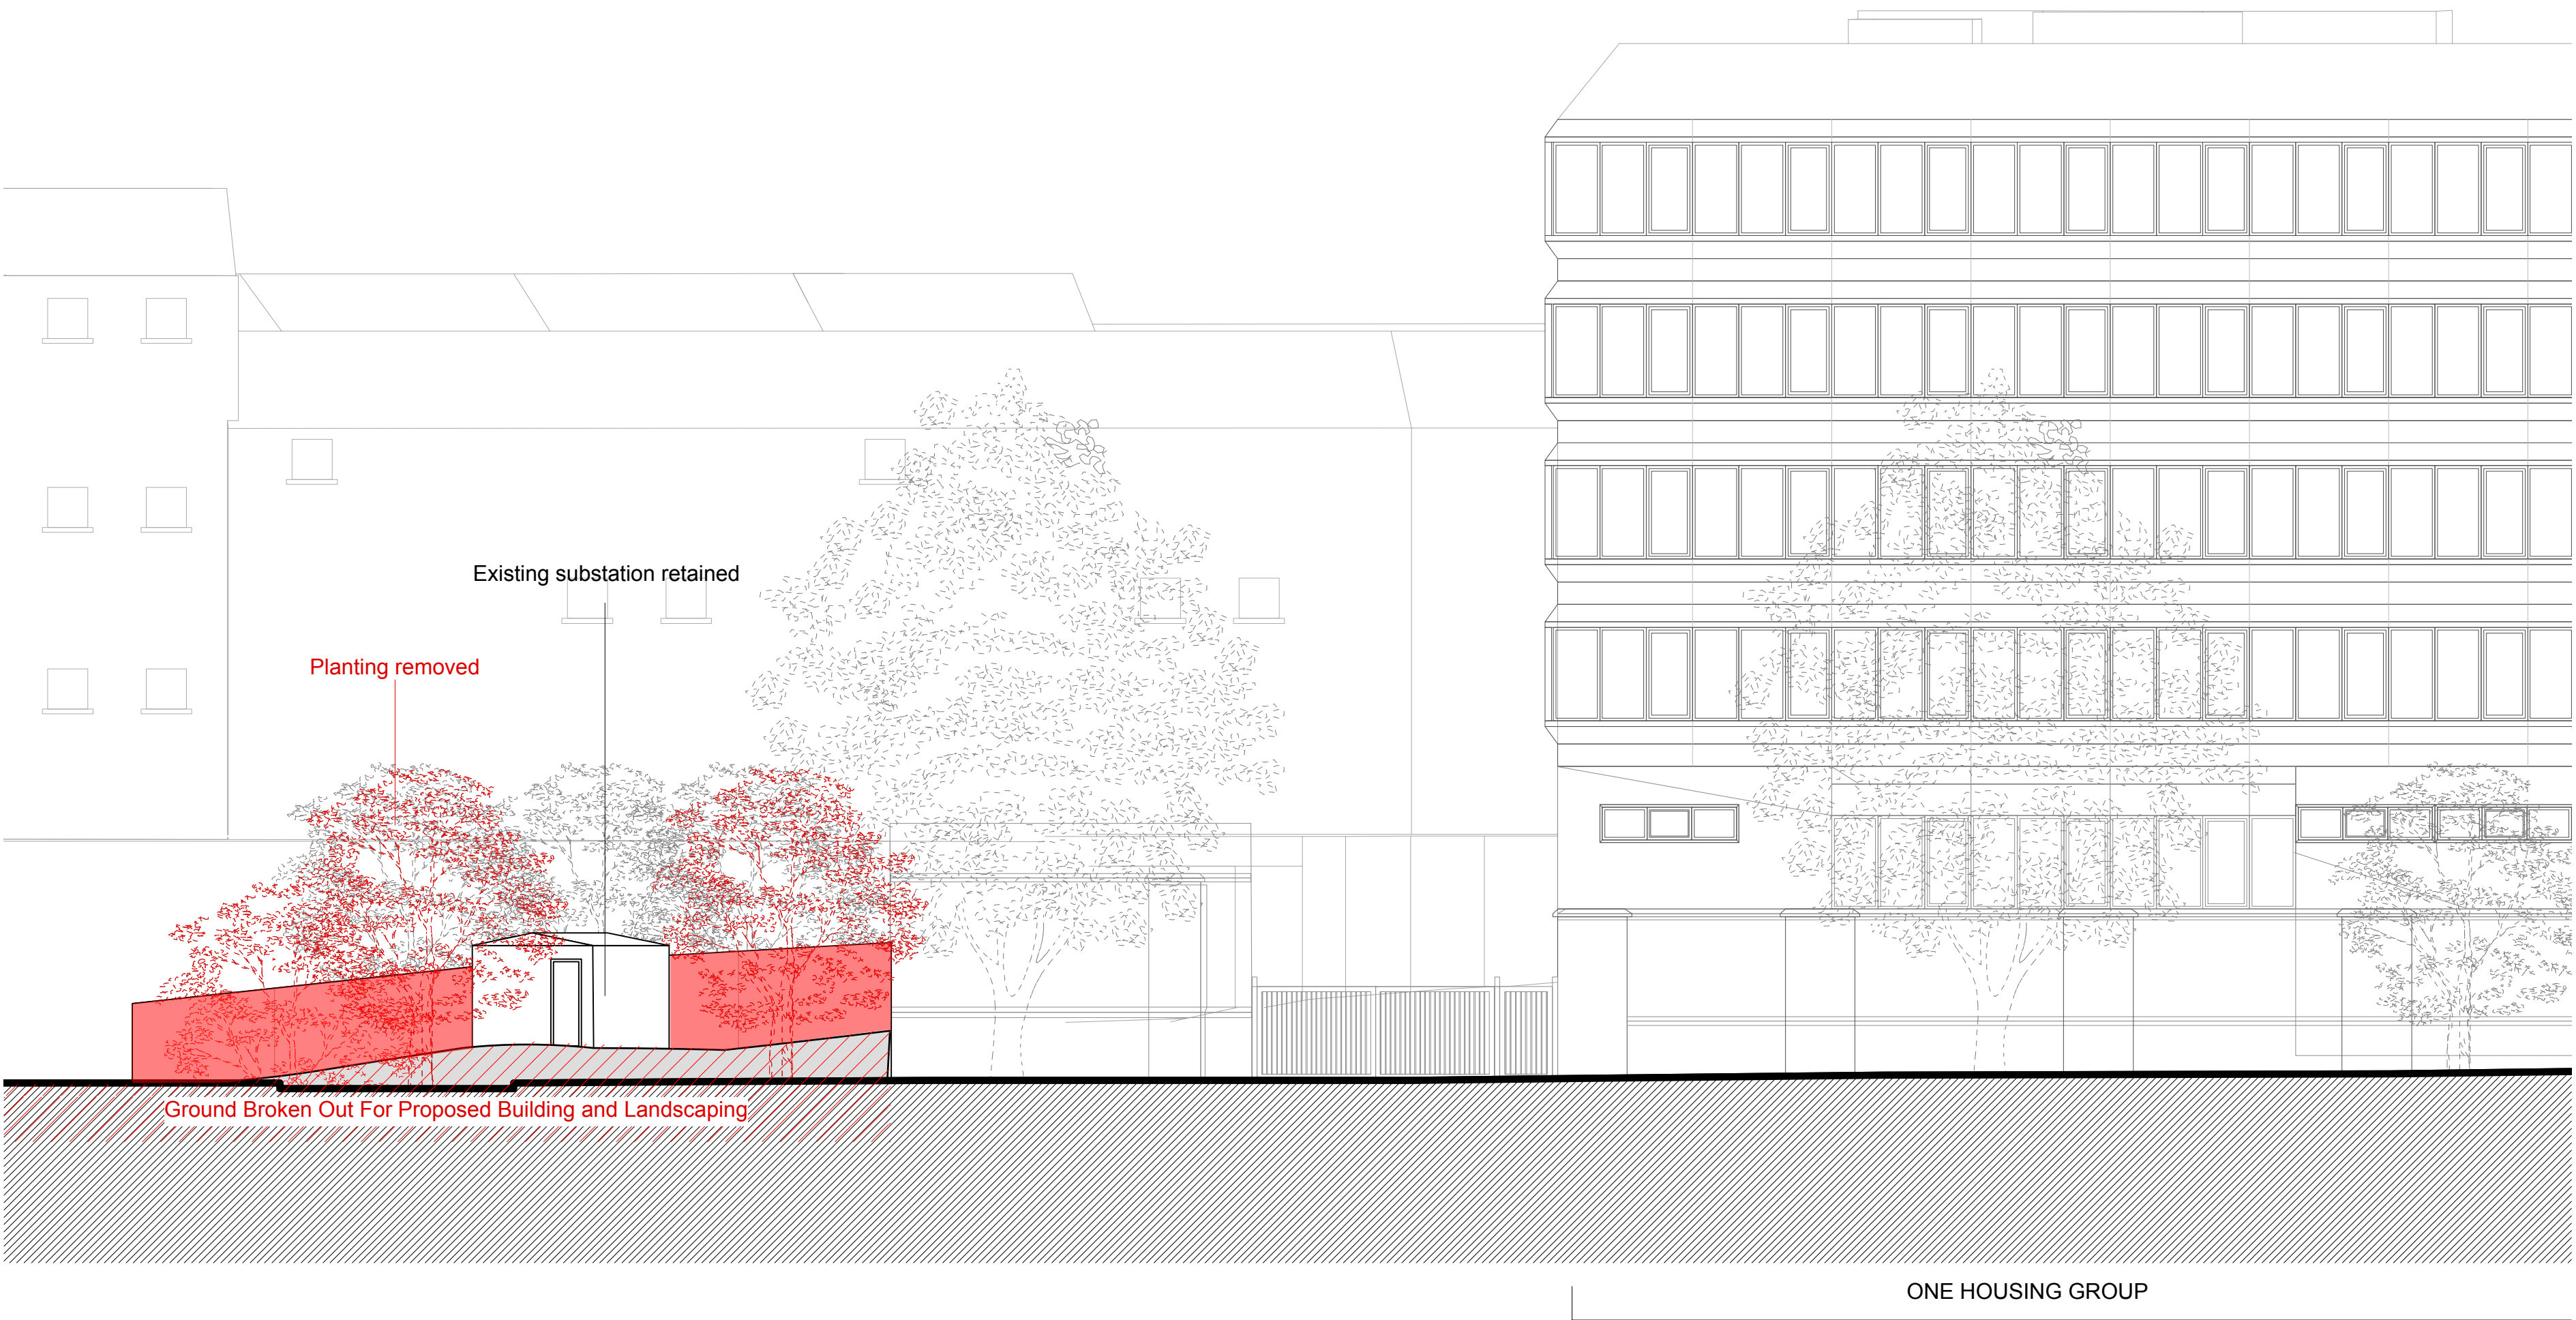 Existing substation retained
Planting removed
Ground Broken Out For Proposed Building and Landscaping
ONE HOUSING GROUP